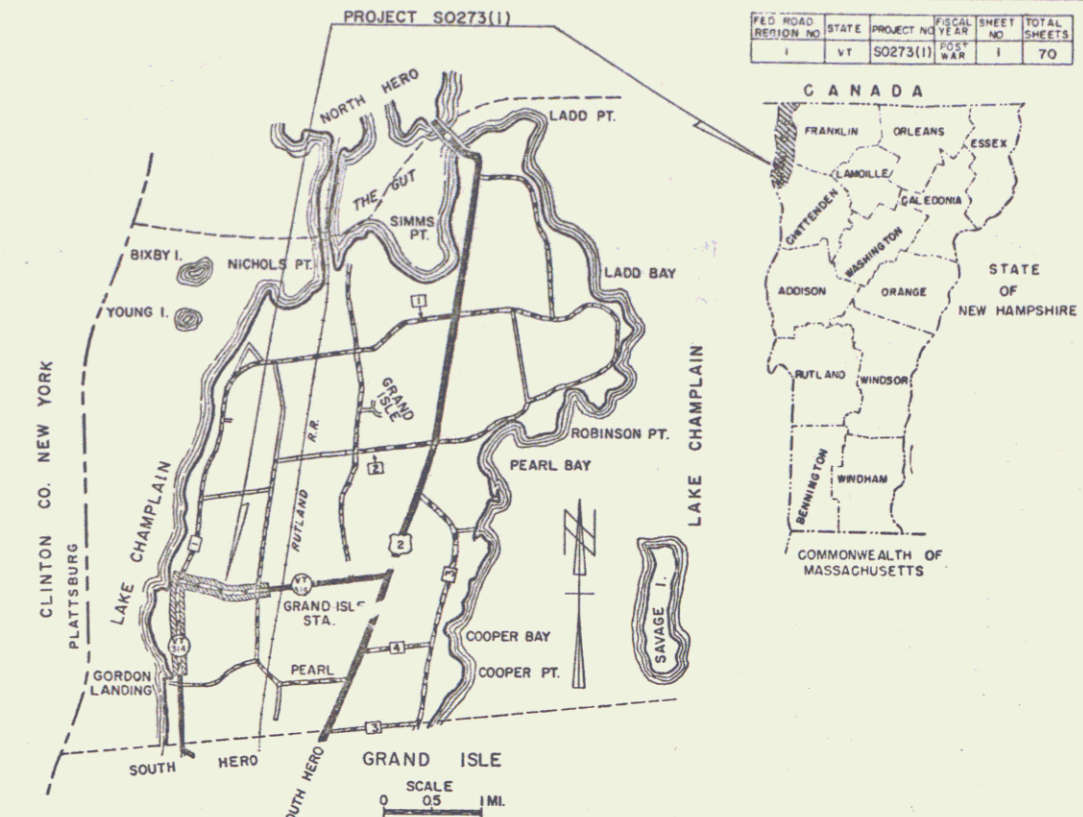 PROJECT SO273(1)
FED ROAD REGION NO
STATE
PROJECT NO
FISCAL YEAR
SHEET NO
TOTAL SHEETS
1
VT
SO273(1)
POST WAR
1
70
CANADA
FRANKLIN
ORLEANS
ESSEX
LAMOILLE
CALEDONIA
CHITTENDEN
WASHINGTON
ADDISON
ORANGE
STATE
OF
NEW HAMPSHIRE
RUTLAND
WINDSOR
BENNINGTON
WINDHAM
COMMONWEALTH OF
MASSACHUSETTS
NORTH HERO
LADD PT.
THE GUT
SIMMS
PT.
BIXBY I.
NICHOLS PT.
LADD BAY
YOUNG I.
1
GRAND
ISLE
CLINTON CO. NEW YORK
PLATTSBURG
LAKE CHAMPLAIN
RUTLAND R.R.
2
ROBINSON PT.
PEARL BAY
LAKE CHAMPLAIN
2
N
3
VT
314
GRAND ISLE
STA.
SAVAGE I.
314
4
COOPER BAY
GORDON
LANDING
PEARL
COOPER PT.
3
SOUTH HERO
SOUTH HERO
GRAND ISLE
SCALE
0 0.5 1 MI.